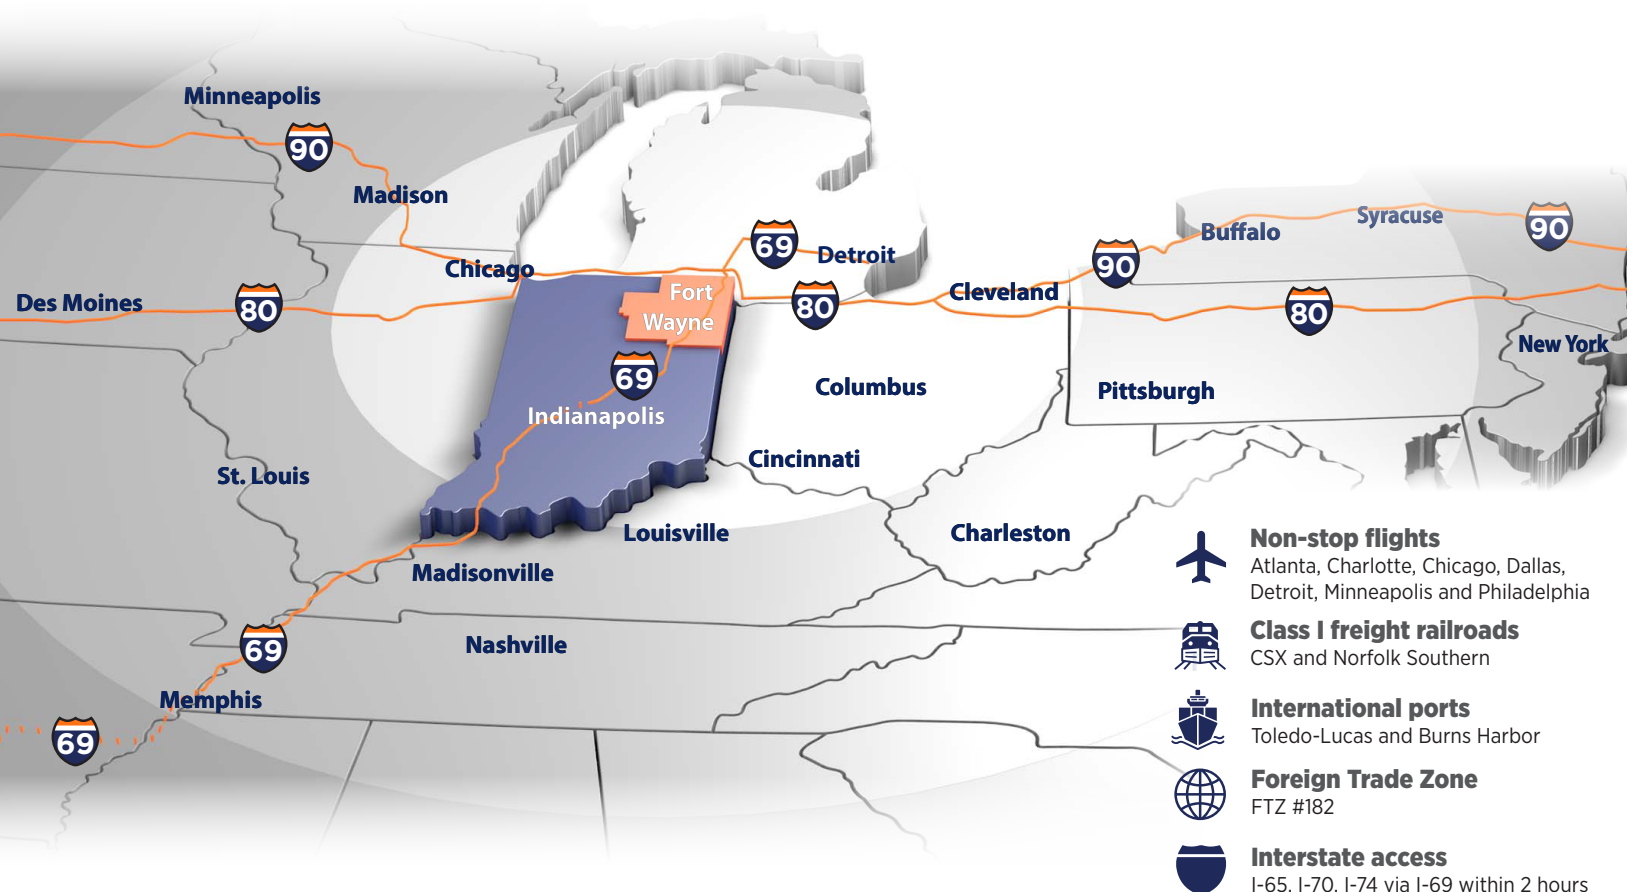 Minneapolis
90
Madison
Chicago
Des Moines
80
69
Detroit
80
Fort
Wayne
69
Indianapolis
Cleveland
90
Buffalo
Syracuse
90
80
New York
Columbus
Pittsburgh
Cincinnati
St. Louis
Louisville
Charleston
Madisonville
Nashville
69
Memphis
69
Non-stop flights
Atlanta, Charlotte, Chicago, Dallas,
Detroit, Minneapolis and Philadelphia
Class I freight railroads
CSX and Norfolk Southern
International ports
Toledo-Lucas and Burns Harbor
Foreign Trade Zone
FTZ #182
Interstate access
I-65, I-70, I-74 via I-69 within 2 hours